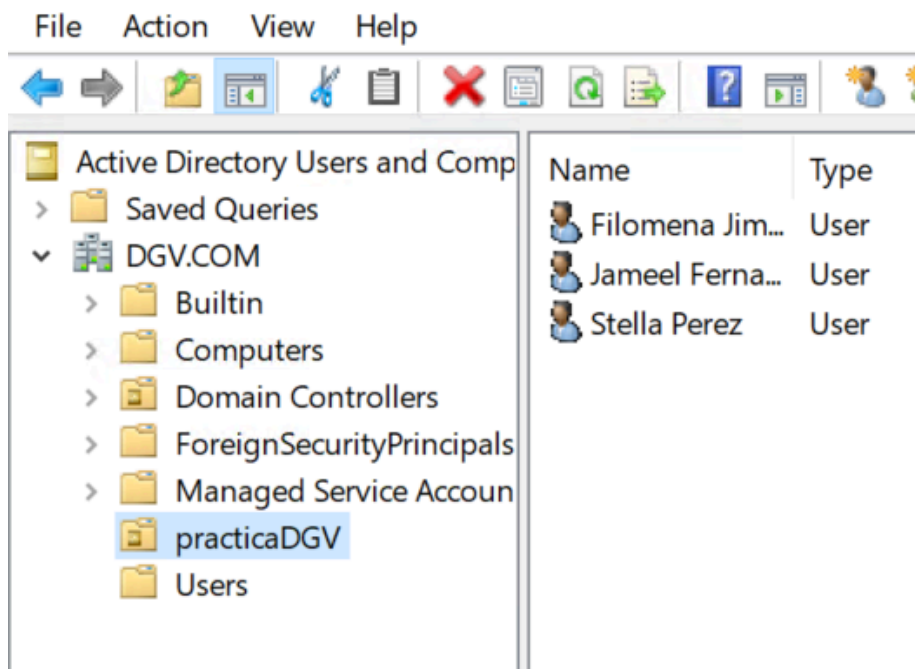 File Action View Help
Active Directory Users and Comp
Saved Queries
DGV.COM
Builtin
Computers
Domain Controllers
ForeignSecurityPrincipals
Managed Service Accoun
practicaDGV
Users
Name Type
Filomena Jim... User
Jameel Ferna... User
Stella Perez User